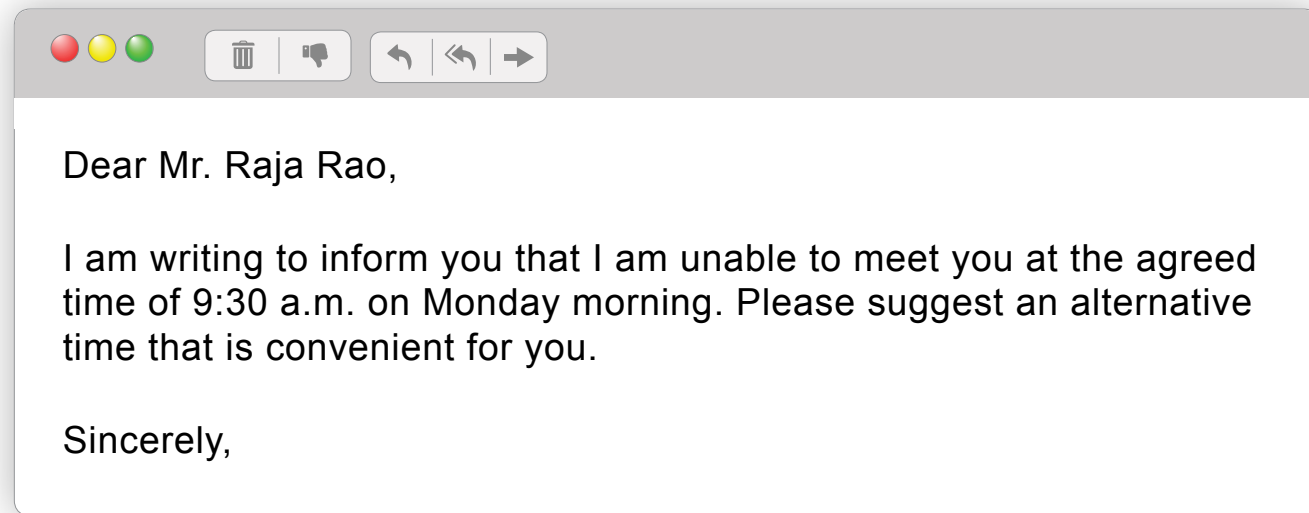 Dear Mr. Raja Rao,
I am writing to inform you that I am unable to meet you at the agreed
time of 9:30 a.m. on Monday morning. Please suggest an alternative
time that is convenient for you.
Sincerely,